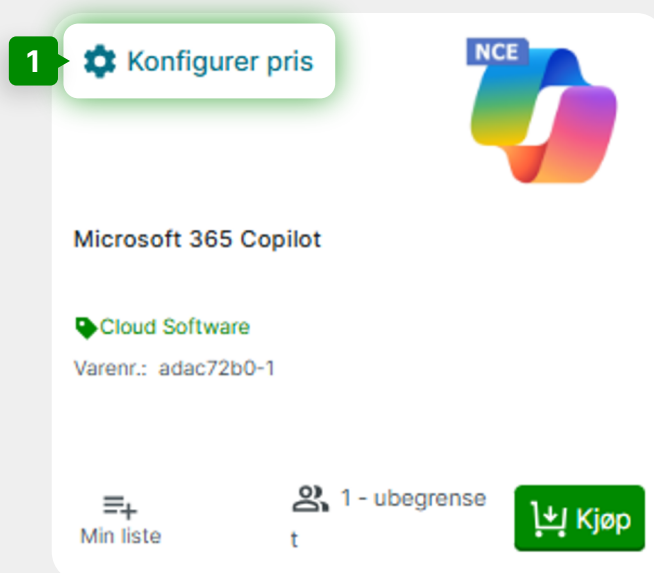 1
Konfigurer pris
NCE
Microsoft 365 Copilot
Cloud Software
Varenr.: adac72b0-1
Min liste
1 - ubegrense
t
Kjøp